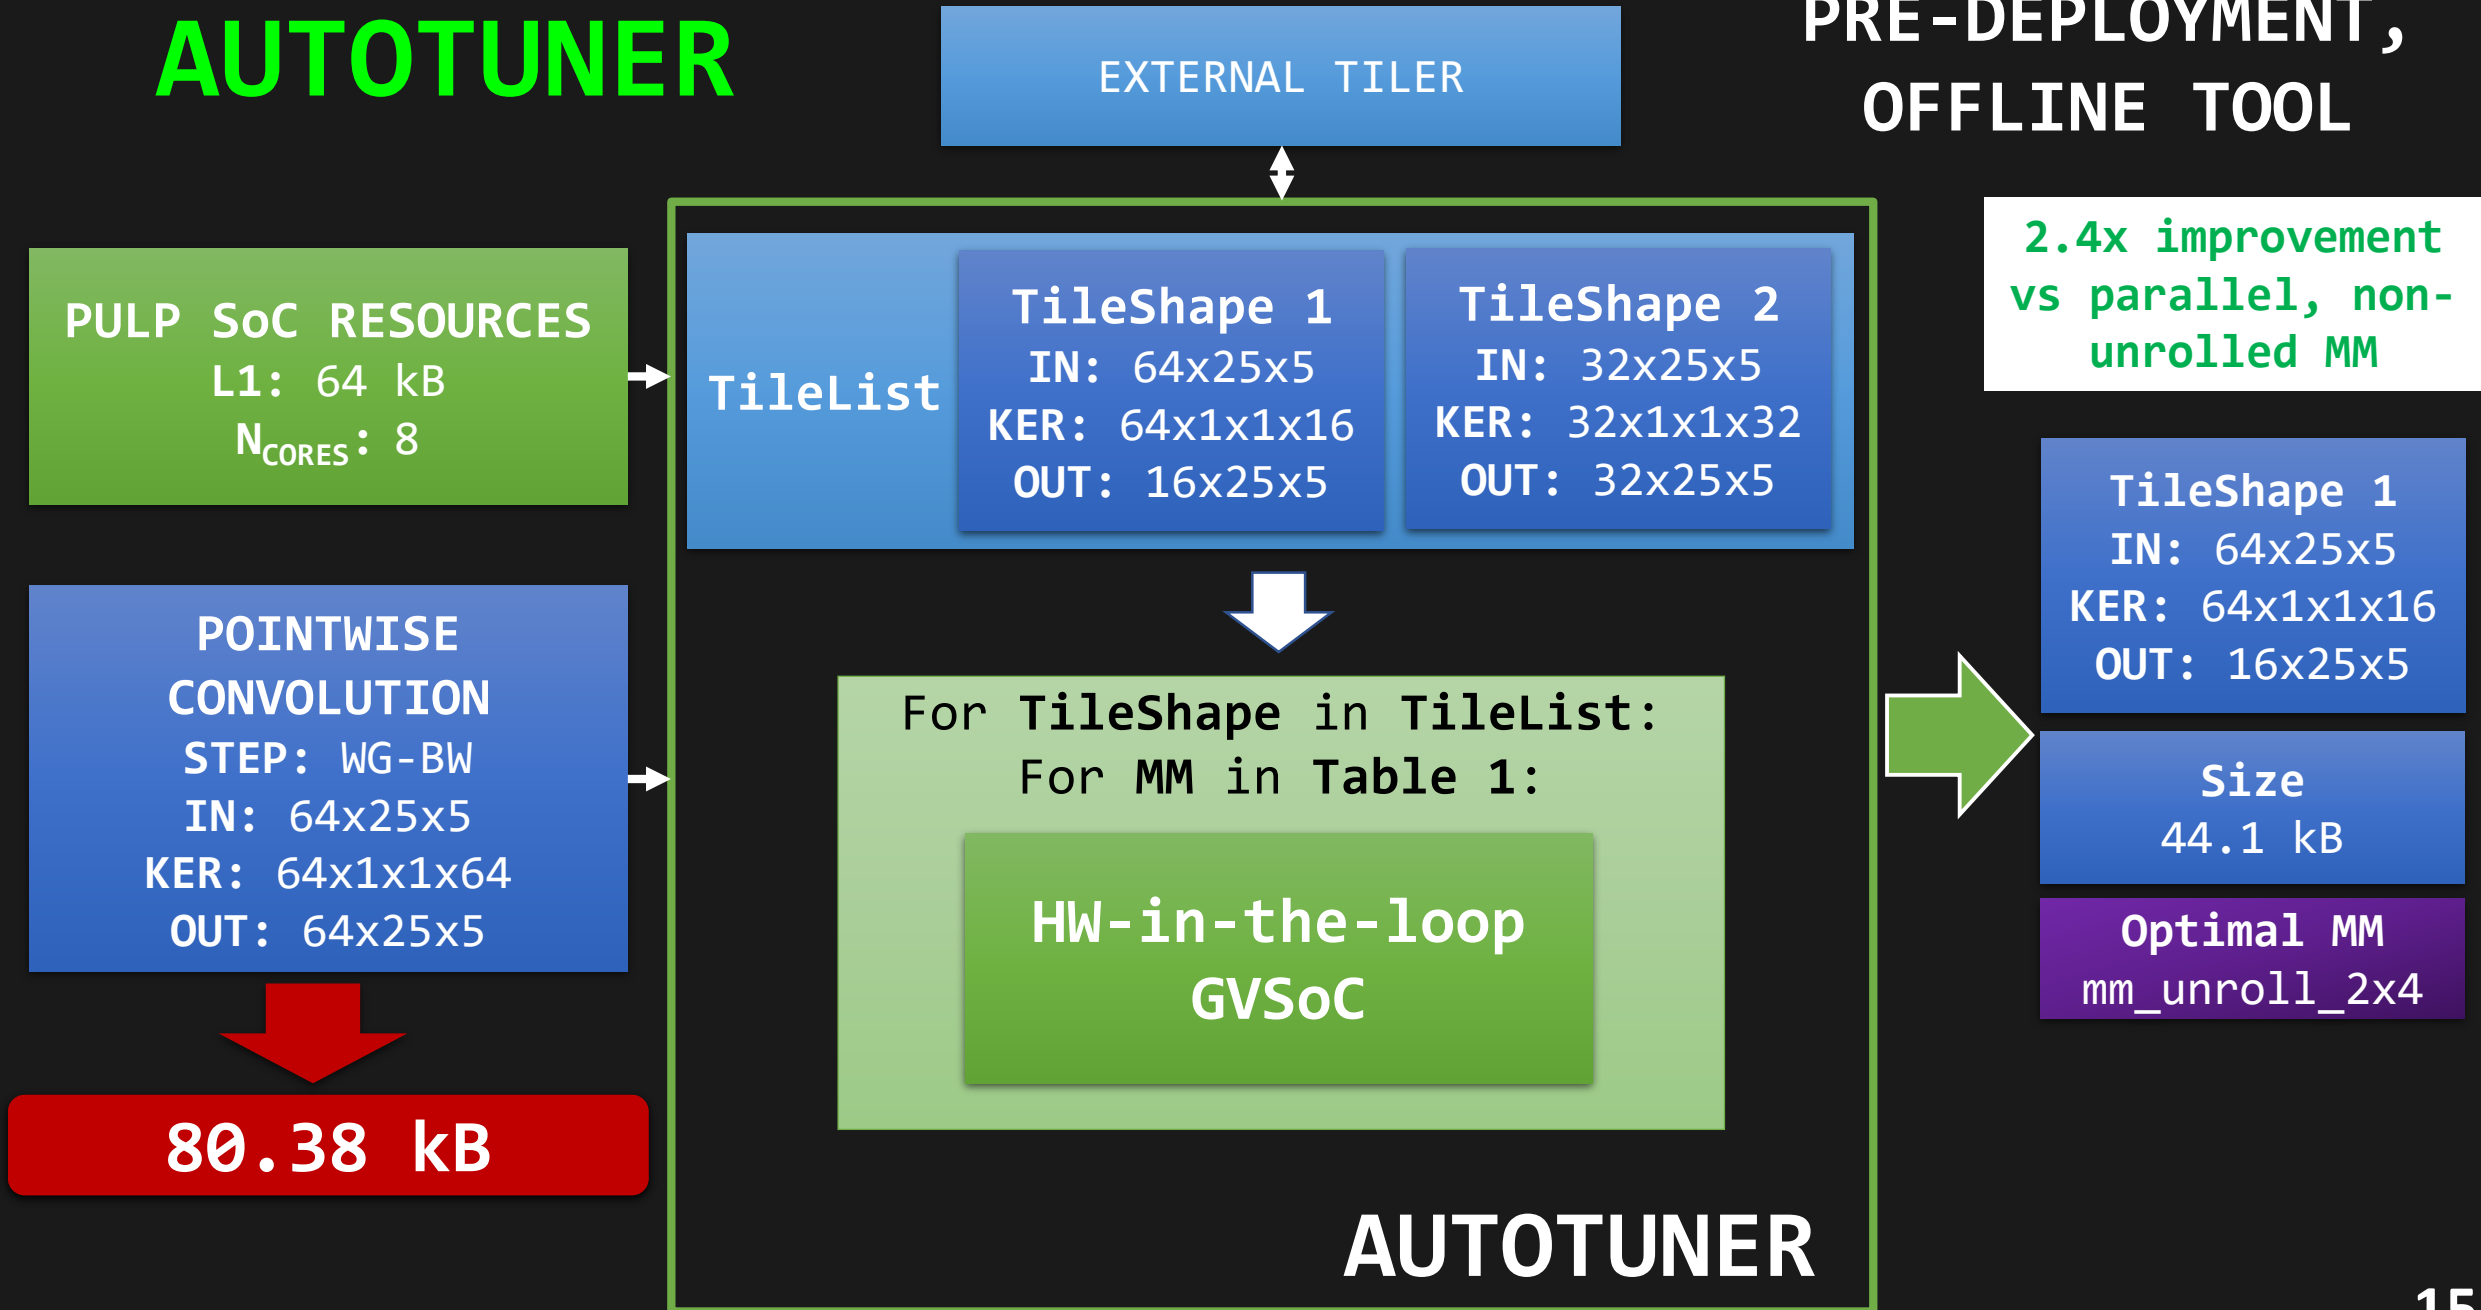 AUTOTUNER
EXTERNAL TILER
PRE-DEPLOYMENT,
OFFLINE TOOL
PULP SoC RESOURCES
L1: 64 kB
NCORES: 8
POINTWISE
CONVOLUTION
STEP: WG-BW
IN: 64x25x5
KER: 64x1x1x64
OUT: 64x25x5
80.38 kB
TileList
TileShape 1
IN: 64x25x5
KER: 64x1x1x16
OUT: 16x25x5
TileShape 2
IN: 32x25x5
KER: 32x1x1x32
OUT: 32x25x5
For TileShape in TileList:
For MM in Table 1:
HW-in-the-loop
GVSoC
AUTOTUNER
2.4x improvement
vs parallel, non-
unrolled MM
TileShape 1
IN: 64x25x5
KER: 64x1x1x16
OUT: 16x25x5
Size
44.1 kB
Optimal MM
mm_unroll_2x4
15